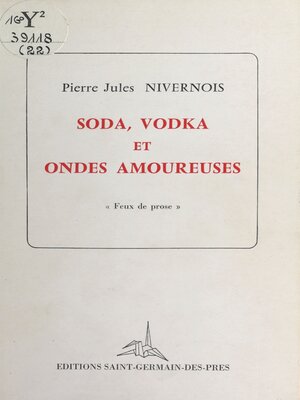 16° Y²
39118
(22)
Pierre Jules NIVERNOIS
SODA, VODKA
ET
ONDES AMOUREUSES
« Feux de prose »
EDITIONS SAINT-GERMAIN-DES-PRES